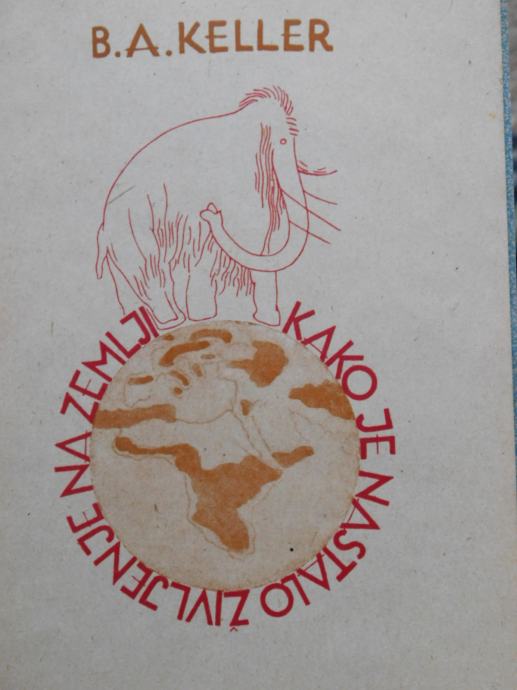 B.A.KELLER
KAKO JE NASTALO ŽIVLJENJE NA ZEMLJI